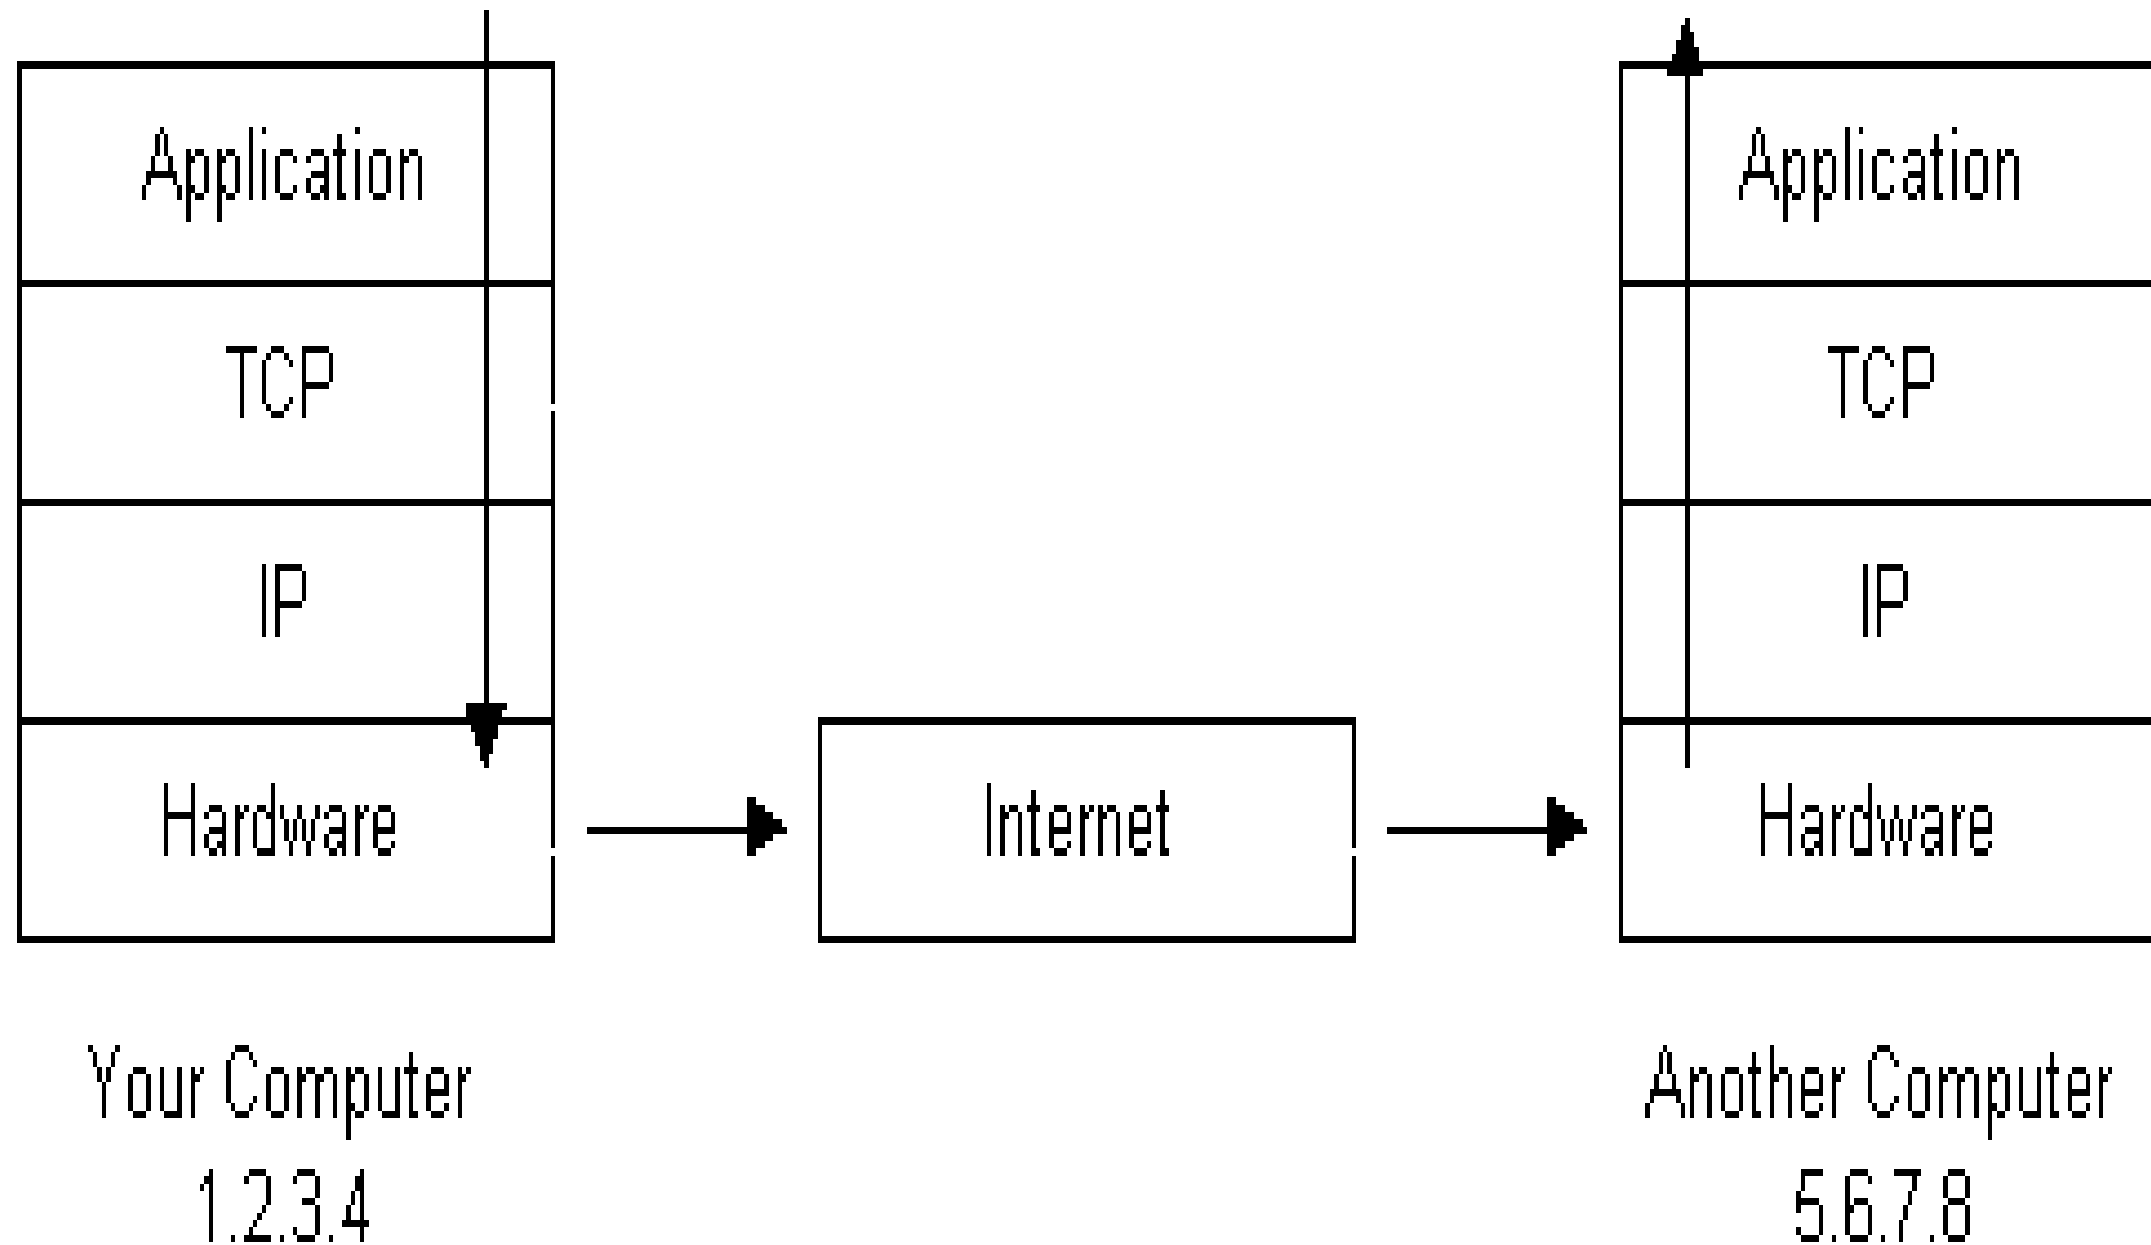 Application
TCP
IP
Hardware
Your Computer
1.2.3.4
Internet
Application
TCP
IP
Hardware
Another Computer
5.6.7.8